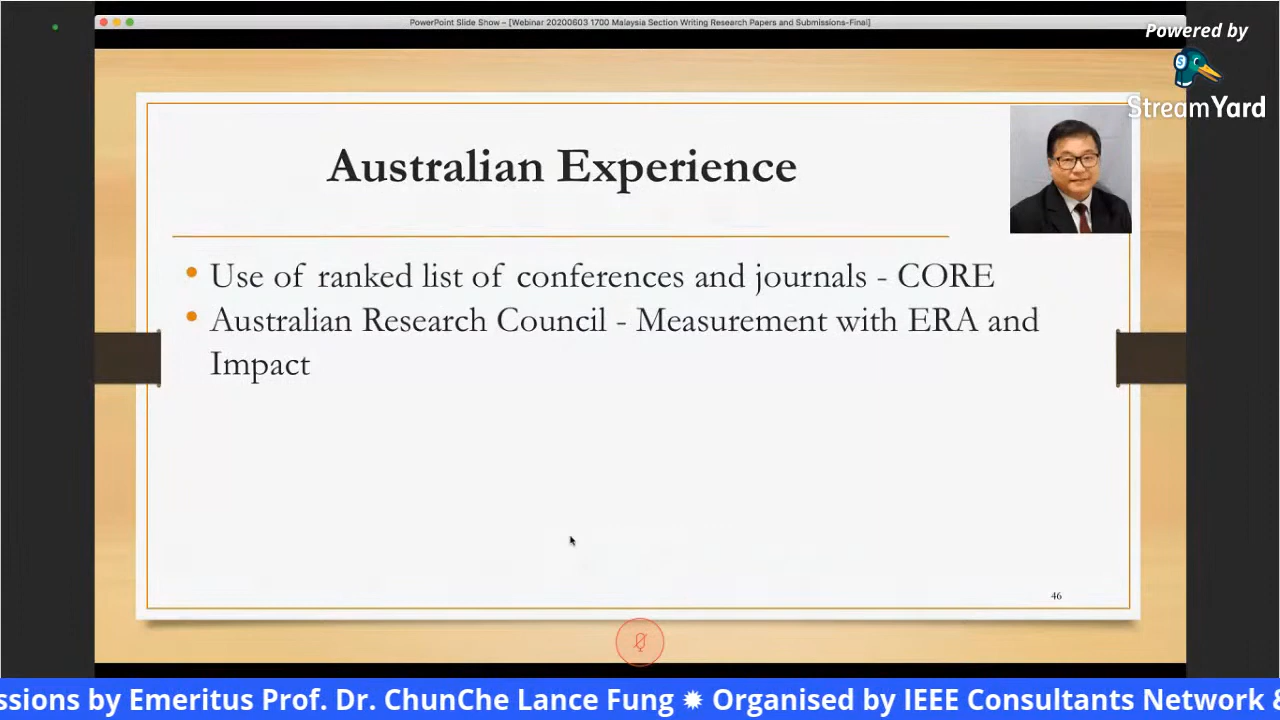 PowerPoint Slide Show – [Webinar 20200603 1700 Malaysia Section Writing Research Papers and Submissions-Final]
Powered by
StreamYard
Australian Experience
• Use of ranked list of conferences and journals - CORE
• Australian Research Council - Measurement with ERA and
Impact
46
ssions by Emeritus Prof. Dr. ChunChe Lance Fung ✹ Organised by IEEE Consultants Network &